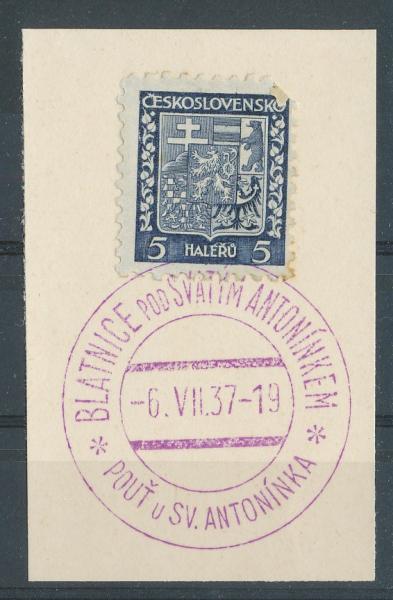 ČESKOSLOVENSKO
5 HALÉŘŮ 5
BLATNICE POD SVATÝM ANTONÍNKEM
-6.VII.37-19
* POUŤ U SV. ANTONÍNKA *